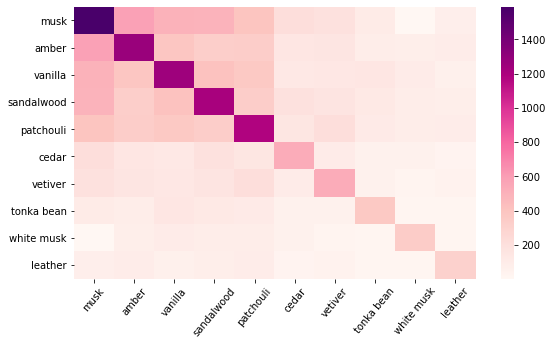 musk
amber
vanilla
sandalwood
patchouli
cedar
vetiver
tonka bean
white musk
leather
musk
amber
vanilla
sandalwood
patchouli
cedar
vetiver
tonka bean
white musk
leather
1400
1200
1000
800
600
400
200